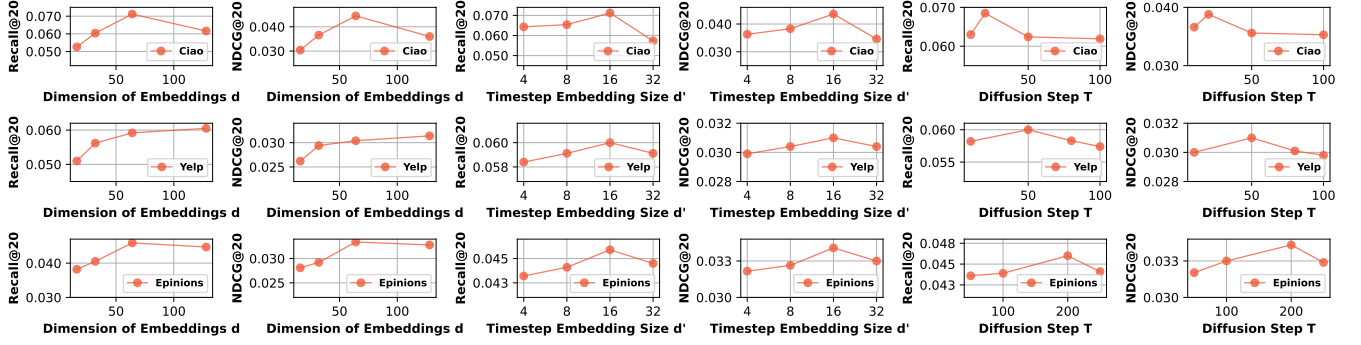 Recall@20
0.070
0.060
0.050
Ciao
50 100
Dimension of Embeddings d
NDCG@20
0.040
0.030
Ciao
50 100
Dimension of Embeddings d
Recall@20
0.070
0.060
0.050
Ciao
4 8 16 32
Timestep Embedding Size d'
NDCG@20
0.040
0.030
Ciao
4 8 16 32
Timestep Embedding Size d'
Recall@20
0.070
0.060
Ciao
50 100
Diffusion Step T
NDCG@20
0.040
0.030
Ciao
50 100
Diffusion Step T
Recall@20
0.060
0.050
Yelp
50 100
Dimension of Embeddings d
NDCG@20
0.030
0.025
Yelp
50 100
Dimension of Embeddings d
Recall@20
0.060
0.058
Yelp
4 8 16 32
Timestep Embedding Size d'
NDCG@20
0.032
0.030
0.028
Yelp
4 8 16 32
Timestep Embedding Size d'
Recall@20
0.060
0.055
Yelp
50 100
Diffusion Step T
NDCG@20
0.032
0.030
0.028
Yelp
50 100
Diffusion Step T
Recall@20
0.040
0.030
Epinions
50 100
Dimension of Embeddings d
NDCG@20
0.030
0.025
Epinions
50 100
Dimension of Embeddings d
Recall@20
0.045
0.043
Epinions
4 8 16 32
Timestep Embedding Size d'
NDCG@20
0.033
0.030
Epinions
4 8 16 32
Timestep Embedding Size d'
Recall@20
0.048
0.045
0.043
Epinions
100 200
Diffusion Step T
NDCG@20
0.033
0.030
Epinions
100 200
Diffusion Step T